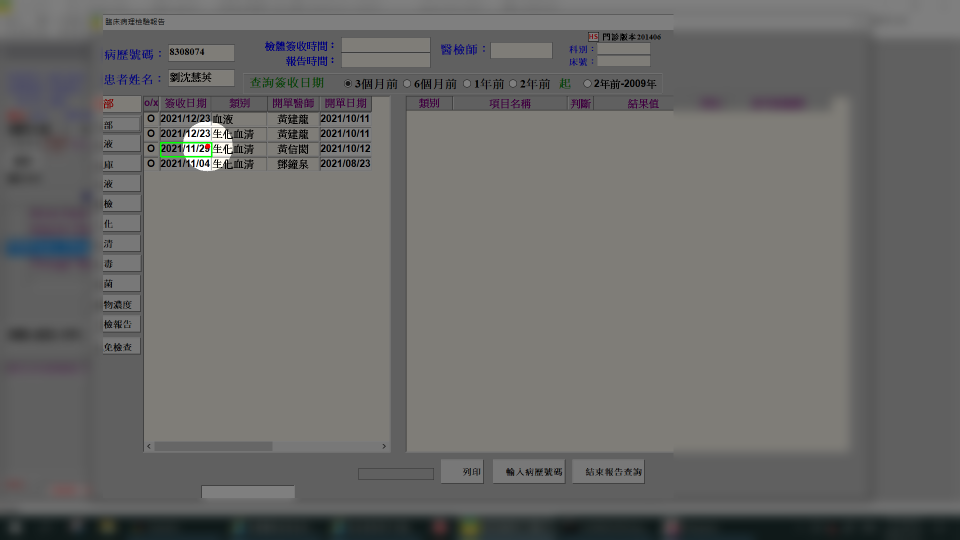 臨床病理檢驗報告
HS 門診版本201406
病歷號碼： 8308074 檢體簽收時間： 醫檢師： 科別：
報告時間： 床號：
患者姓名： 劉沈慧英 查詢簽收日期 3個月前 6個月前 1年前 2年前 起 2年前-2009年
部 o/x 簽收日期 類別 開單醫師 開單日期 類別 項目名稱 判斷 結果值
O 2021/12/23 血液 黃建龍 2021/10/11
部
O 2021/12/23 生化血清 黃建龍 2021/10/11
液
O 2021/11/29 生化血清 黃信閎 2021/10/12
庫
O 2021/11/04 生化血清 鄧鐘泉 2021/08/23
液
檢
化
清
毒
菌
物濃度
檢報告
免檢查
列印 輸入病歷號碼 結束報告查詢